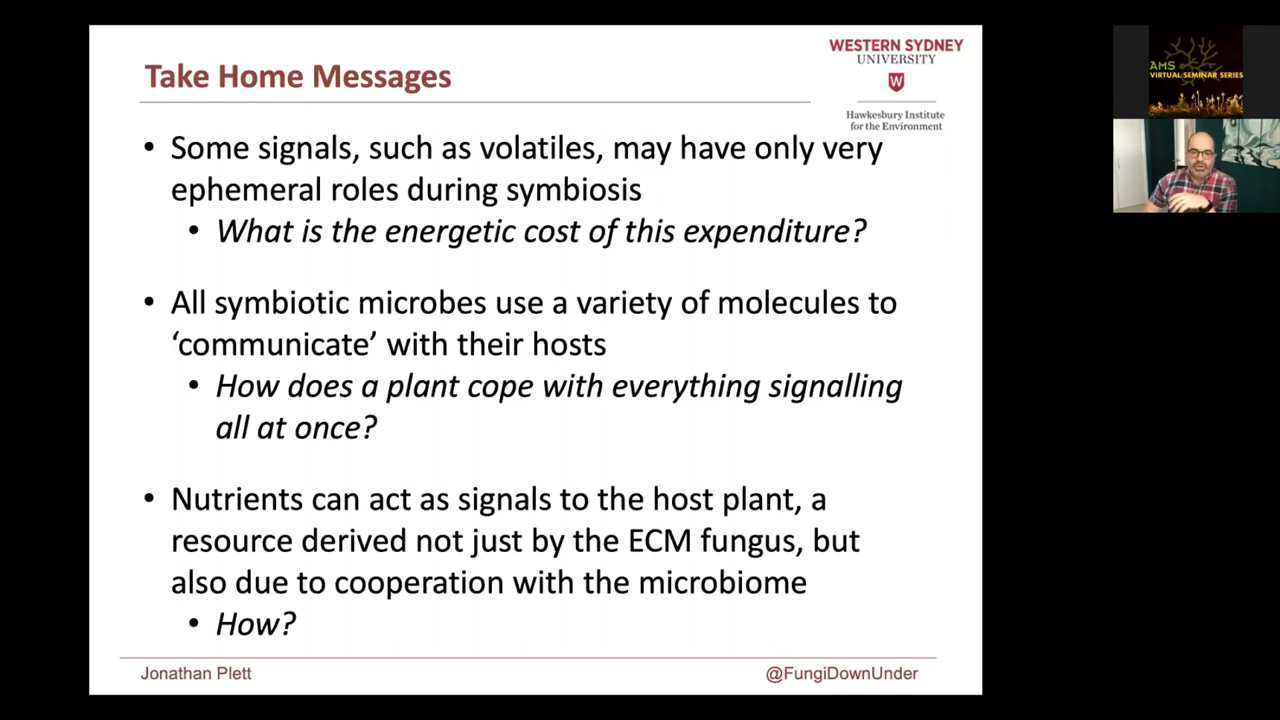 Take Home Messages
WESTERN SYDNEY
UNIVERSITY
W
Hawkesbury Institute
for the Environment
• Some signals, such as volatiles, may have only very
ephemeral roles during symbiosis
• What is the energetic cost of this expenditure?
• All symbiotic microbes use a variety of molecules to
‘communicate’ with their hosts
• How does a plant cope with everything signalling
all at once?
• Nutrients can act as signals to the host plant, a
resource derived not just by the ECM fungus, but
also due to cooperation with the microbiome
• How?
Jonathan Plett
@FungiDownUnder
AMS
VIRTUAL SEMINAR SERIES